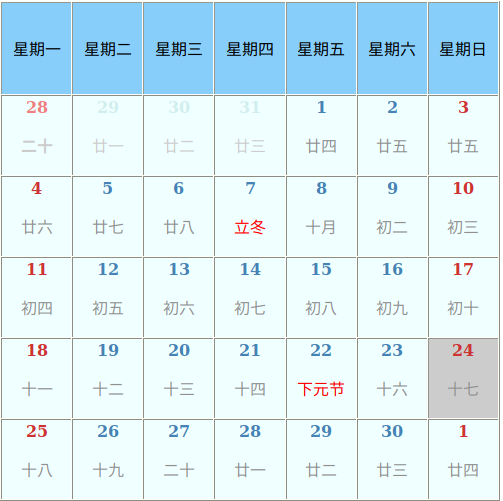 星期一 星期二 星期三 星期四 星期五 星期六 星期日
28 29 30 31 1 2 3
二十 廿一 廿二 廿三 廿四 廿五 廿五
4 5 6 7 8 9 10
廿六 廿七 廿八 立冬 十月 初二 初三
11 12 13 14 15 16 17
初四 初五 初六 初七 初八 初九 初十
18 19 20 21 22 23 24
十一 十二 十三 十四 下元节 十六 十七
25 26 27 28 29 30 1
十八 十九 二十 廿一 廿二 廿三 廿四